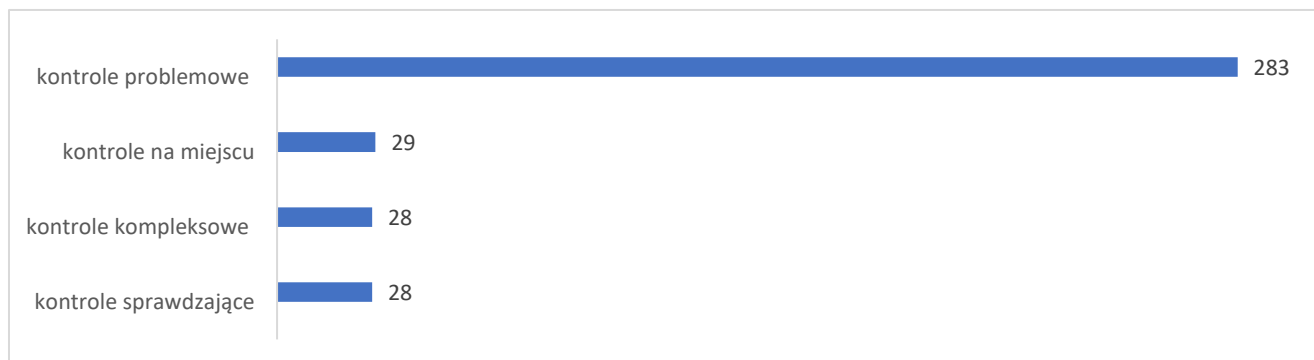 kontrole problemowe 283
kontrole na miejscu 29
kontrole kompleksowe 28
kontrole sprawdzające 28